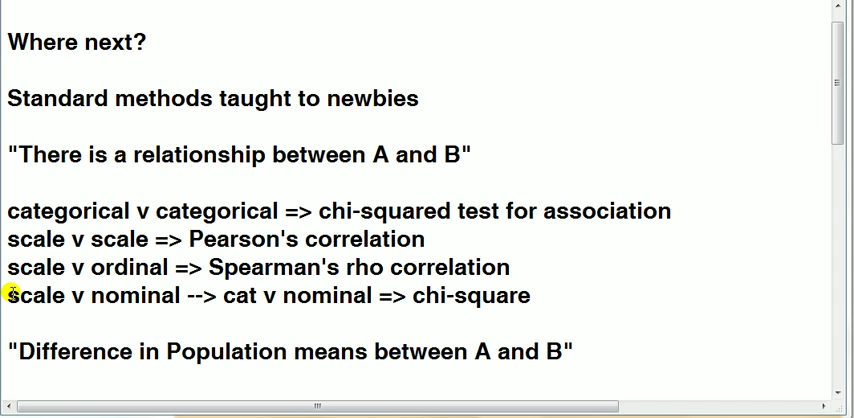 Where next?
Standard methods taught to newbies
"There is a relationship between A and B"
categorical v categorical => chi-squared test for association
scale v scale => Pearson's correlation
scale v ordinal => Spearman's rho correlation
scale v nominal --> cat v nominal => chi-square
"Difference in Population means between A and B"